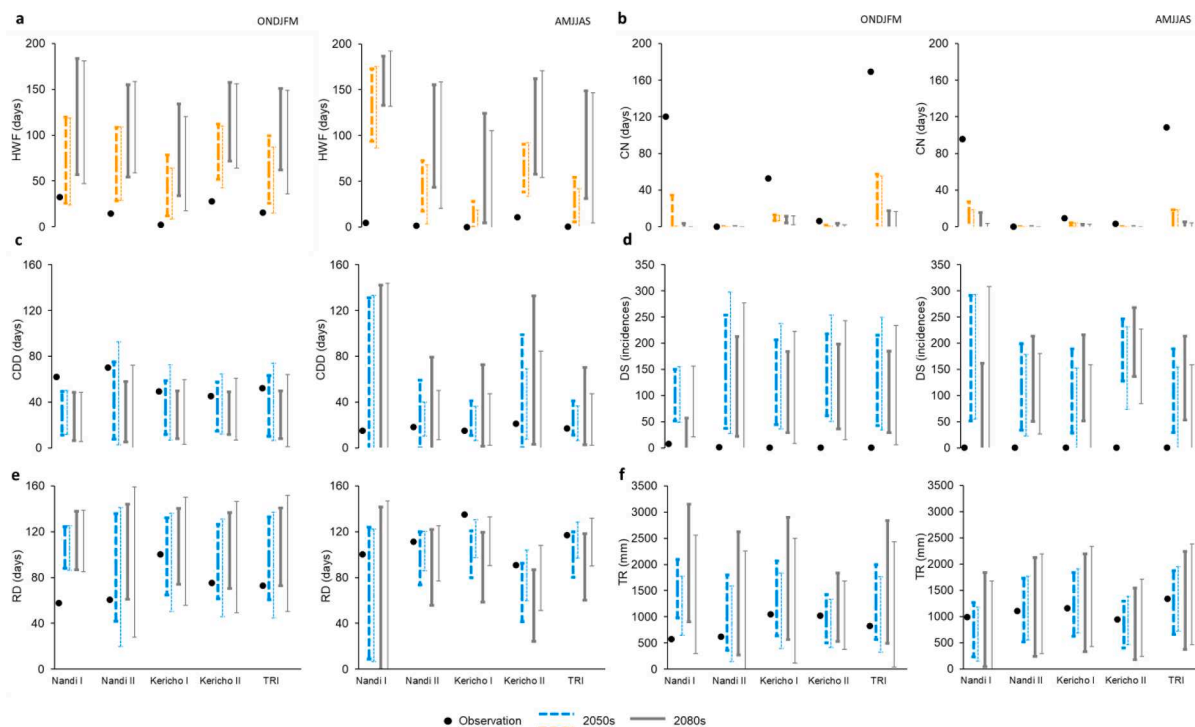 a
ONDJFM
AMJJAS
b
ONDJFM
AMJJAS
200
150
100
50
0
HWF (days)
200
150
100
50
0
HWF (days)
200
160
120
80
40
0
CN (days)
200
160
120
80
40
0
CN (days)
c
d
160
120
80
40
0
CDD (days)
160
120
80
40
0
CDD (days)
350
300
250
200
150
100
50
0
DS (incidences)
350
300
250
200
150
100
50
0
DS (incidences)
e
f
160
120
80
40
0
RD (days)
160
120
80
40
0
RD (days)
3500
3000
2500
2000
1500
1000
500
0
TR (mm)
3500
3000
2500
2000
1500
1000
500
0
TR (mm)
Nandi I Nandi II Kericho I Kericho II TRI
Nandi I Nandi II Kericho I Kericho II TRI
Nandi I Nandi II Kericho I Kericho II TRI
Nandi I Nandi II Kericho I Kericho II TRI
Observation 2050s 2080s